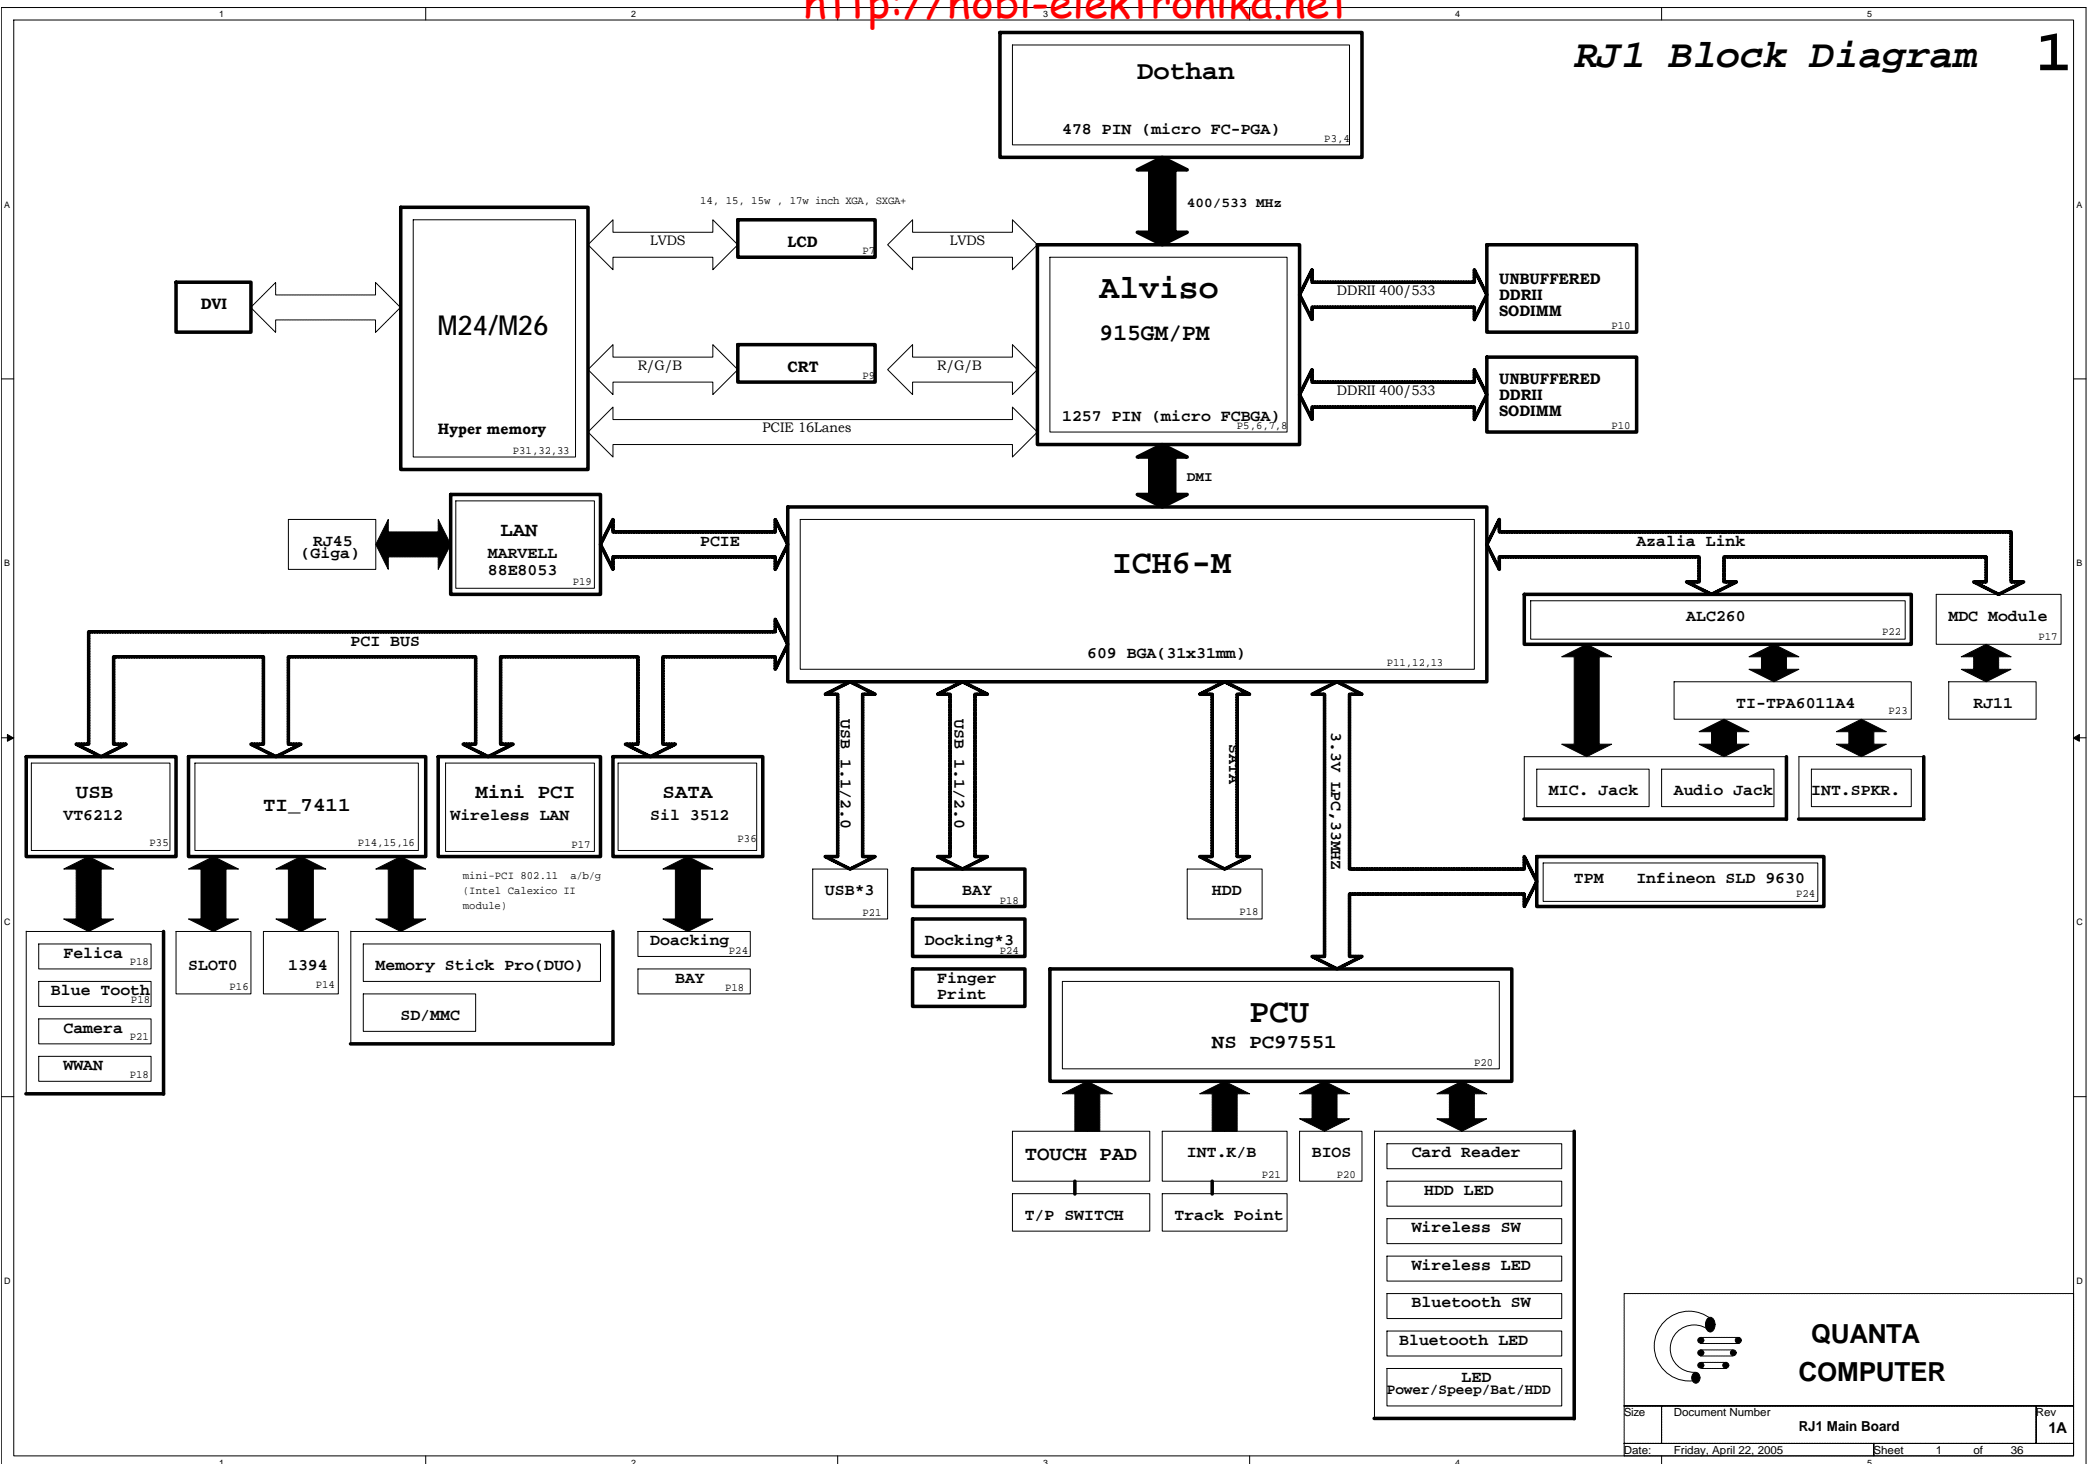 http://hobi-elektronika.net
1 2 3 4 5
RJ1 Block Diagram 1
Dothan
478 PIN (micro FC-PGA)
P3,4
400/533 MHz
A
A
14, 15, 15w , 17w inch XGA, SXGA+
LVDS
LCD
P7
LVDS
DVI
M24/M26
Hyper memory
P31,32,33
R/G/B
CRT
P9
R/G/B
PCIE 16Lanes
Alviso
915GM/PM
1257 PIN (micro FCBGA)
P5,6,7,8
DDRII 400/533
UNBUFFERED
DDRII
SODIMM
P10
DDRII 400/533
UNBUFFERED
DDRII
SODIMM
P10
DMI
RJ45
(Giga)
LAN
MARVELL
88E8053
P19
PCIE
ICH6-M
609 BGA(31x31mm)
P11,12,13
Azalia Link
B
B
ALC260
P22
MDC Module
P17
PCI BUS
TI-TPA6011A4
P23
RJ11
USB
VT6212
P35
TI_7411
P14,15,16
Mini PCI
Wireless LAN
P17
SATA
Sil 3512
P36
USB 1.1/2.0
USB 1.1/2.0
SATA
3.3V LPC,33MHZ
MIC. Jack
Audio Jack
INT.SPKR.
mini-PCI 802.11 a/b/g
(Intel Calexico II
module)
USB*3
P21
BAY
P18
HDD
P18
TPM Infineon SLD 9630
P24
C
C
Felica
P18
Blue Tooth
P18
Camera
P21
WWAN
P18
SLOT0
P16
1394
P14
Memory Stick Pro(DUO)
SD/MMC
Doacking
P24
BAY
P18
Docking*3
P24
Finger
Print
PCU
NS PC97551
P20
TOUCH PAD
T/P SWITCH
INT.K/B
P21
Track Point
BIOS
P20
Card Reader
HDD LED
Wireless SW
Wireless LED
Bluetooth SW
Bluetooth LED
LED
Power/Speep/Bat/HDD
D
D
QUANTA
COMPUTER
Size Document Number Rev
RJ1 Main Board 1A
Date: Friday, April 22, 2005 Sheet 1 of 36
1 2 3 4 5